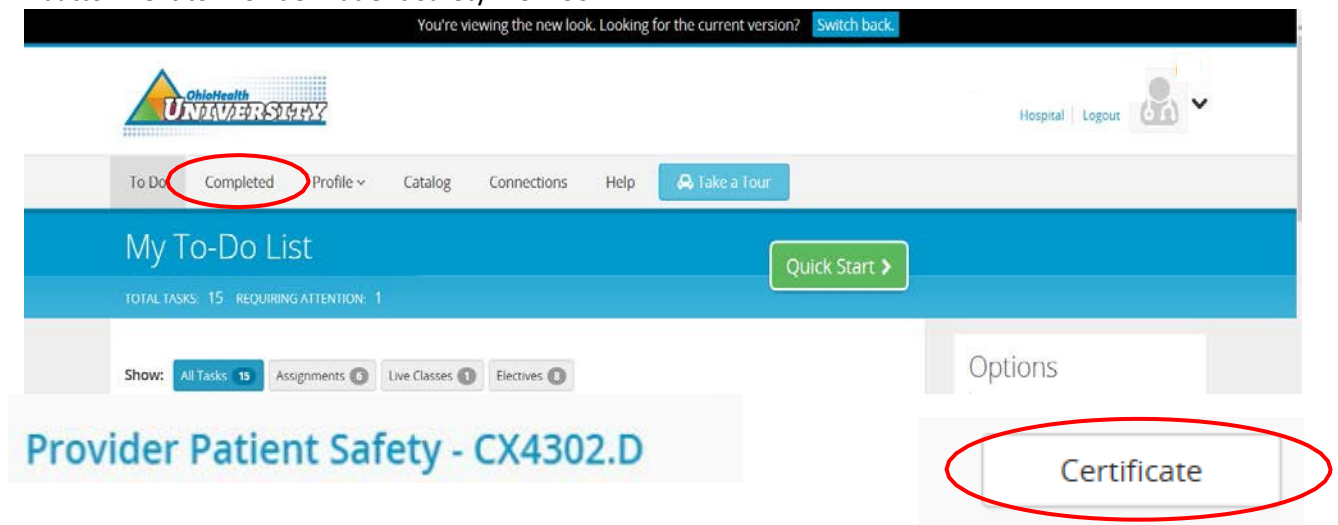 You're viewing the new look. Looking for the current version? Switch back.
OhioHealth
UNIVERSITY
Hospital Logout
To Do Completed Profile Catalog Connections Help Take a Tour
My To-Do List
Quick Start
TOTAL TASKS: 15 REQUIRING ATTENTION: 1
Show: All Tasks 15 Assignments 6 Live Classes 1 Electives 8
Options
Provider Patient Safety - CX4302.D
Certificate